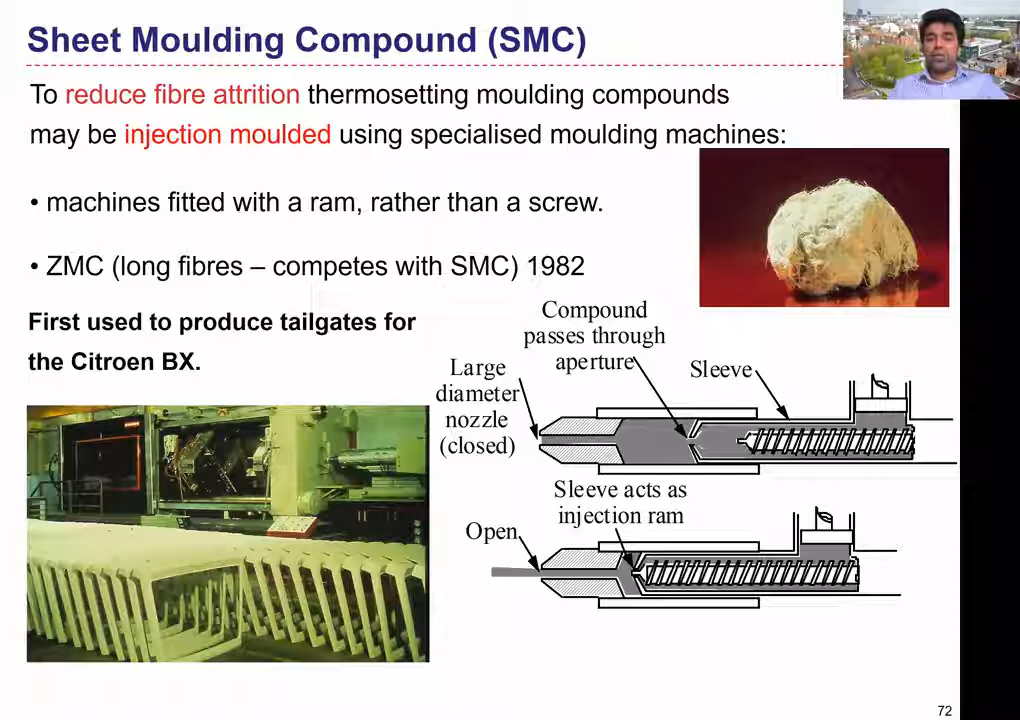 Sheet Moulding Compound (SMC)
To reduce fibre attrition thermosetting moulding compounds
may be injection moulded using specialised moulding machines:
• machines fitted with a ram, rather than a screw.
• ZMC (long fibres – competes with SMC) 1982
First used to produce tailgates for
the Citroen BX.
Compound
passes through
aperture
Large
diameter
nozzle
(closed)
Sleeve
Sleeve acts as
injection ram
Open
72